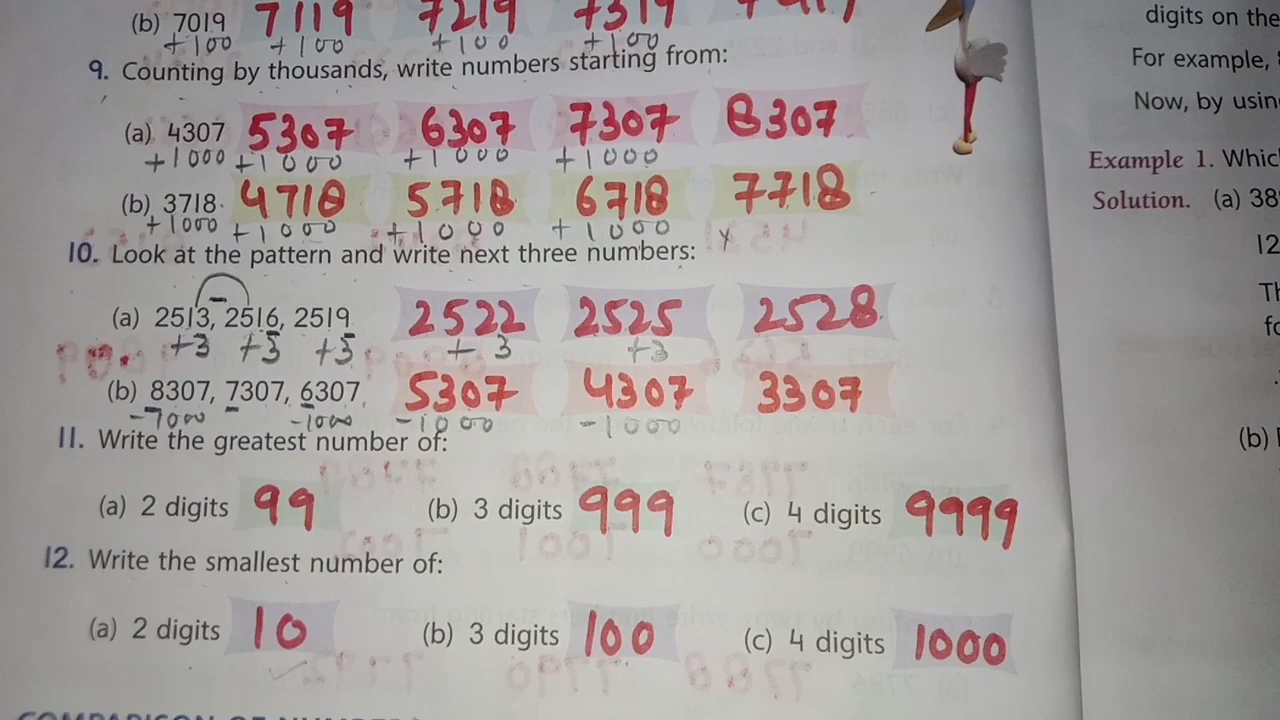 (b) 7019 7119 7219 7319
+100 +100 +100 +100
9. Counting by thousands, write numbers starting from:
(a) 4307 5307 6307 7307 8307
+1000 +1000 +1000 +1000
(b) 3718 4718 5718 6718 7718
+1000 +1000 +1000 +1000
10. Look at the pattern and write next three numbers:
(a) 2513, 2516, 2519 2522 2525 2528
+3 +3 +3 +3 +3
(b) 8307, 7307, 6307 5307 4307 3307
-7000 -1000 -1000 -1000
11. Write the greatest number of:
(a) 2 digits 99 (b) 3 digits 999 (c) 4 digits 9999
12. Write the smallest number of:
(a) 2 digits 10 (b) 3 digits 100 (c) 4 digits 1000
digits on the
For example,
Now, by usin
Example 1. Whic
Solution. (a) 38
12
(b)